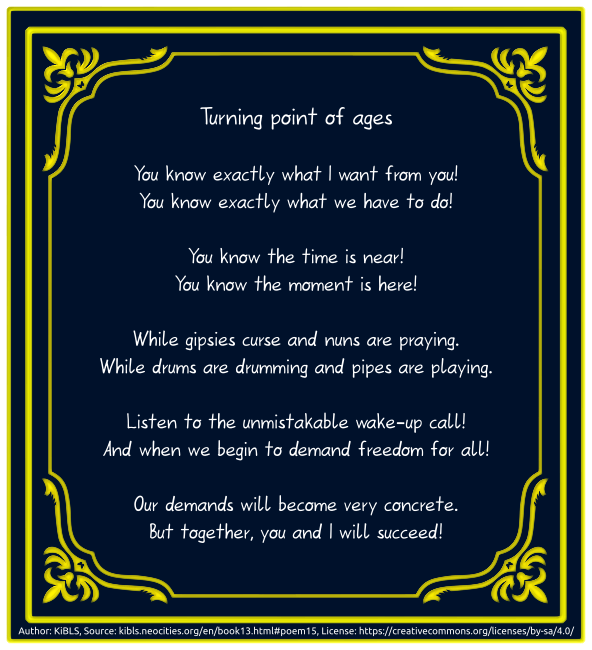 Turning point of ages
You know exactly what I want from you!
You know exactly what we have to do!
You know the time is near!
You know the moment is here!
While gipsies curse and nuns are praying.
While drums are drumming and pipes are playing.
Listen to the unmistakable wake-up call!
And when we begin to demand freedom for all!
Our demands will become very concrete.
But together, you and I will succeed!
Author: KiBLS, Source: kibls.neocities.org/en/book13.html#poem15, License: https://creativecommons.org/licenses/by-sa/4.0/